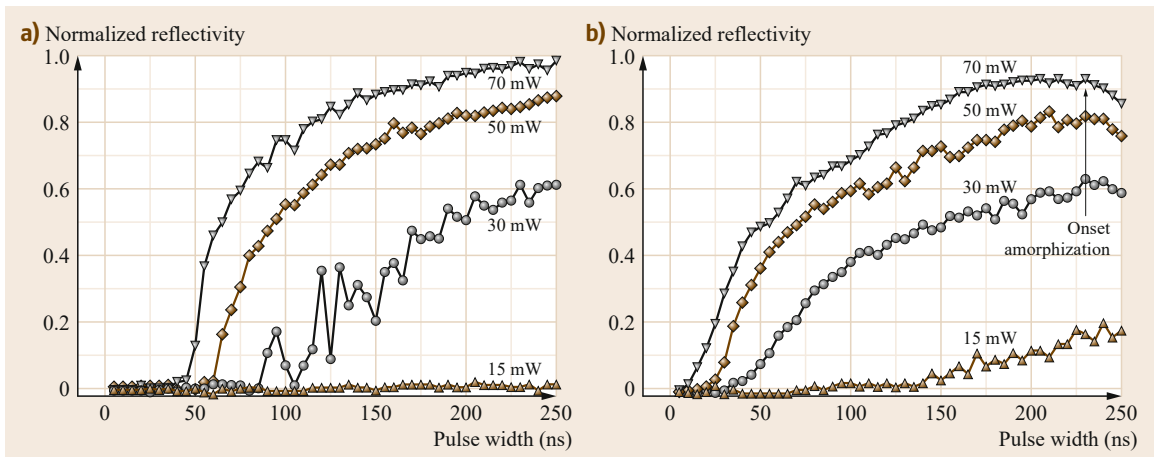 a) Normalized reflectivity
1.0
0.8
0.6
0.4
0.2
0
70 mW
50 mW
30 mW
15 mW
0 50 100 150 200 250
Pulse width (ns)
b) Normalized reflectivity
1.0
0.8
0.6
0.4
0.2
0
70 mW
50 mW
30 mW
Onset
amorphization
15 mW
0 50 100 150 200 250
Pulse width (ns)